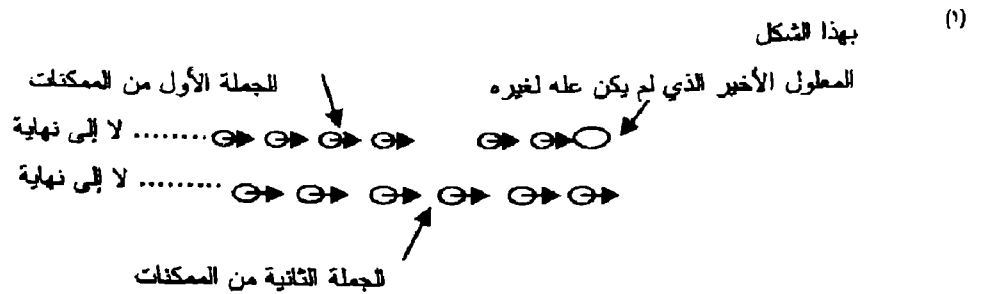 (١) بهذا الشكل
المعلول الأخير الذي لم يكن عله لغيره
الجملة الأول من الممكنات
......... لا إلى نهاية
......... لا إلى نهاية
الجملة الثانية من الممكنات